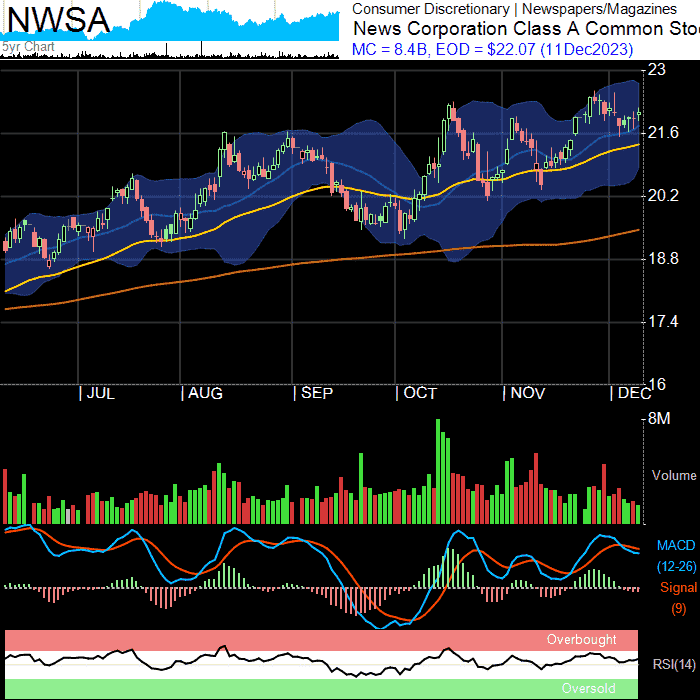 NWSA
5yr Chart
Consumer Discretionary | Newspapers/Magazines
News Corporation Class A Common Sto
MC = 8.4B, EOD = $22.07 (11Dec2023)
23
21.6
20.2
18.8
17.4
16
JUL AUG SEP OCT NOV DEC
8M
Volume
MACD
(12-26)
Signal
(9)
Overbought
RSI(14)
Oversold